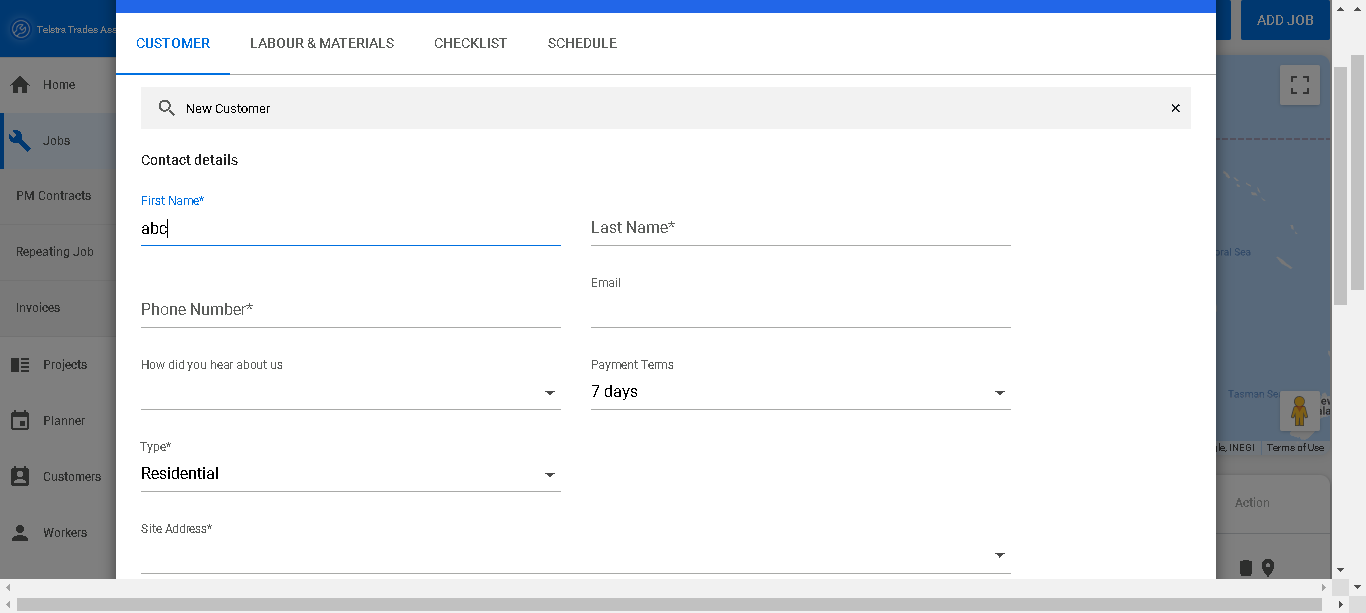 Telstra Trades Ass
ADD JOB
CUSTOMER LABOUR & MATERIALS CHECKLIST SCHEDULE
Home
New Customer
Jobs
Contact details
PM Contracts
First Name*
abc
Last Name*
Repeating Job
oral Sea
Email
Invoices
Phone Number*
Projects
How did you hear about us
Payment Terms
7 days
Tasman Sea
Planner
Type*
gle, INEGI Terms of Use
Residential
Customers
Action
Site Address*
Workers